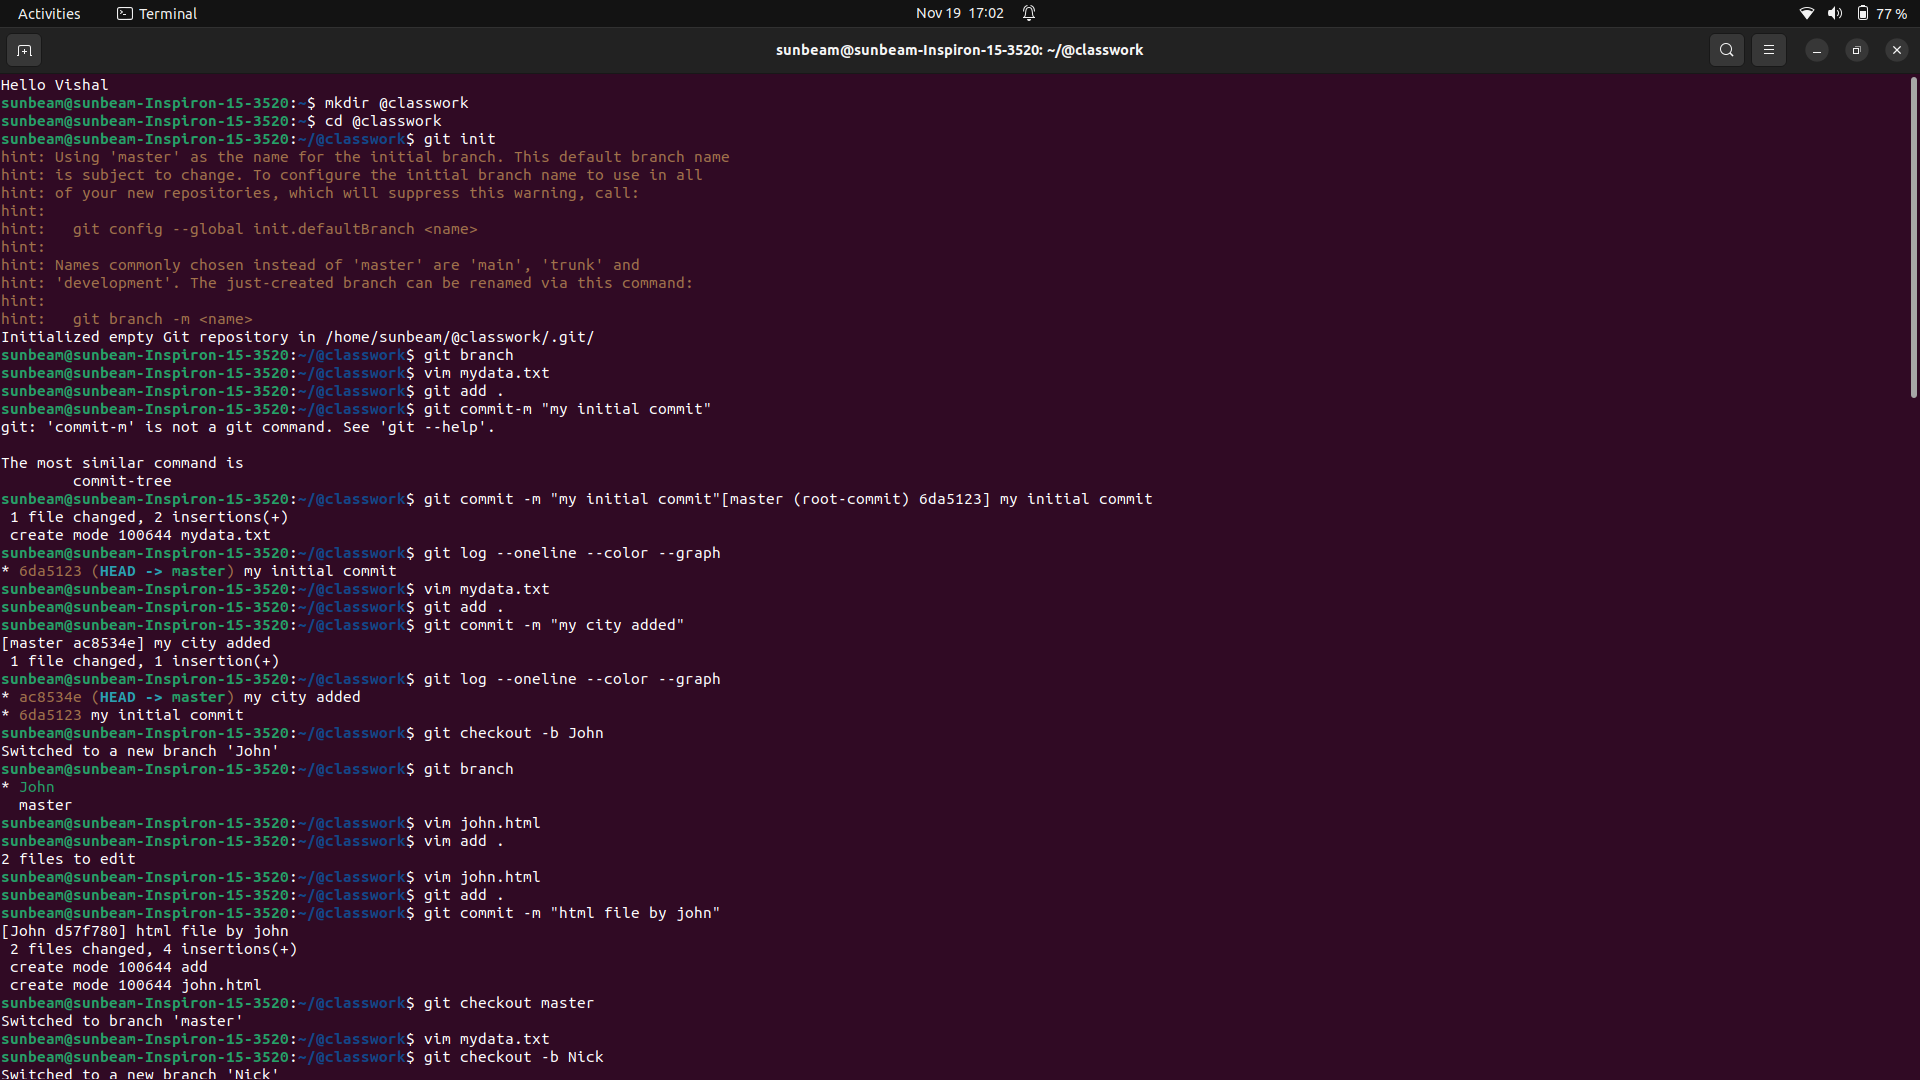 Activities
Terminal
Nov 19 17:02
77 %
sunbeam@sunbeam-Inspiron-15-3520: ~/@classwork
Hello Vishal
sunbeam@sunbeam-Inspiron-15-3520:~$ mkdir @classwork
sunbeam@sunbeam-Inspiron-15-3520:~$ cd @classwork
sunbeam@sunbeam-Inspiron-15-3520:~/@classwork$ git init
hint: Using 'master' as the name for the initial branch. This default branch name
hint: is subject to change. To configure the initial branch name to use in all
hint: of your new repositories, which will suppress this warning, call:
hint:
hint:   git config --global init.defaultBranch <name>
hint:
hint: Names commonly chosen instead of 'master' are 'main', 'trunk' and
hint: 'development'. The just-created branch can be renamed via this command:
hint:
hint:   git branch -m <name>
Initialized empty Git repository in /home/sunbeam/@classwork/.git/
sunbeam@sunbeam-Inspiron-15-3520:~/@classwork$ git branch
sunbeam@sunbeam-Inspiron-15-3520:~/@classwork$ vim mydata.txt
sunbeam@sunbeam-Inspiron-15-3520:~/@classwork$ git add .
sunbeam@sunbeam-Inspiron-15-3520:~/@classwork$ git commit-m "my initial commit"
git: 'commit-m' is not a git command. See 'git --help'.
The most similar command is
        commit-tree
sunbeam@sunbeam-Inspiron-15-3520:~/@classwork$ git commit -m "my initial commit"[master (root-commit) 6da5123] my initial commit
 1 file changed, 2 insertions(+)
 create mode 100644 mydata.txt
sunbeam@sunbeam-Inspiron-15-3520:~/@classwork$ git log --oneline --color --graph
* 6da5123 (HEAD -> master) my initial commit
sunbeam@sunbeam-Inspiron-15-3520:~/@classwork$ vim mydata.txt
sunbeam@sunbeam-Inspiron-15-3520:~/@classwork$ git add .
sunbeam@sunbeam-Inspiron-15-3520:~/@classwork$ git commit -m "my city added"
[master ac8534e] my city added
 1 file changed, 1 insertion(+)
sunbeam@sunbeam-Inspiron-15-3520:~/@classwork$ git log --oneline --color --graph
* ac8534e (HEAD -> master) my city added
* 6da5123 my initial commit
sunbeam@sunbeam-Inspiron-15-3520:~/@classwork$ git checkout -b John
Switched to a new branch 'John'
sunbeam@sunbeam-Inspiron-15-3520:~/@classwork$ git branch
* John
  master
sunbeam@sunbeam-Inspiron-15-3520:~/@classwork$ vim john.html
sunbeam@sunbeam-Inspiron-15-3520:~/@classwork$ vim add .
2 files to edit
sunbeam@sunbeam-Inspiron-15-3520:~/@classwork$ vim john.html
sunbeam@sunbeam-Inspiron-15-3520:~/@classwork$ git add .
sunbeam@sunbeam-Inspiron-15-3520:~/@classwork$ git commit -m "html file by john"
[John d57f780] html file by john
 2 files changed, 4 insertions(+)
 create mode 100644 add
 create mode 100644 john.html
sunbeam@sunbeam-Inspiron-15-3520:~/@classwork$ git checkout master
Switched to branch 'master'
sunbeam@sunbeam-Inspiron-15-3520:~/@classwork$ vim mydata.txt
sunbeam@sunbeam-Inspiron-15-3520:~/@classwork$ git checkout -b Nick
Switched to a new branch 'Nick'